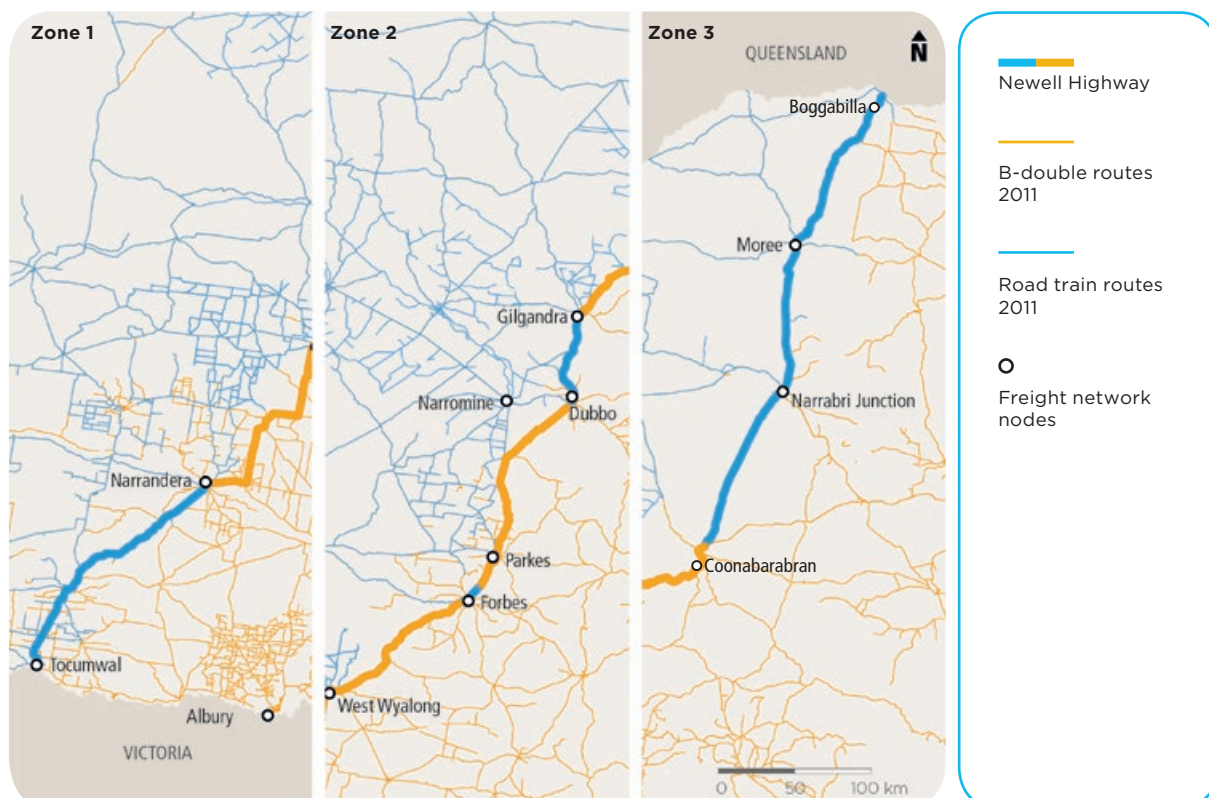 Zone 1
Narrandera
Tocumwal
Albury
VICTORIA
Zone 2
Gilgandra
Narromine
Dubbo
Parkes
Forbes
West Wyalong
Zone 3
QUEENSLAND
N
Boggabilla
Moree
Narrabri Junction
Coonabarabran
0 50 100 km
Newell Highway
B-double routes
2011
Road train routes
2011
Freight network
nodes